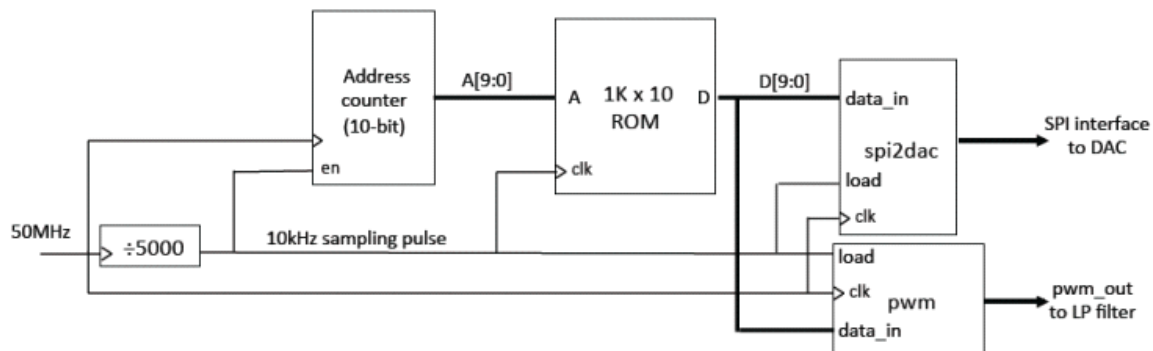 Address
counter
(10-bit)
en
A[9:0]
A
1K x 10
ROM
D
clk
D[9:0]
data_in
spi2dac
load
clk
SPI interface
to DAC
50MHz
÷5000
10kHz sampling pulse
load
clk
pwm
data_in
pwm_out
to LP filter